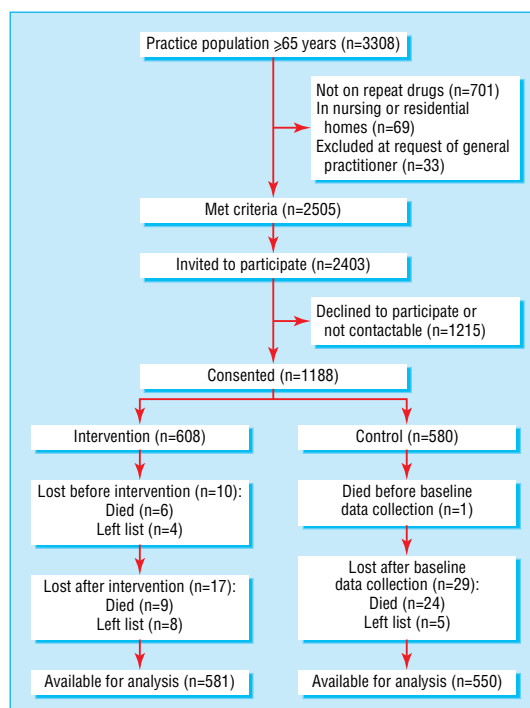 Practice population ⩾65 years (n=3308)
Not on repeat drugs (n=701)
In nursing or residential
homes (n=69)
Excluded at request of general
practitioner (n=33)
Met criteria (n=2505)
Invited to participate (n=2403)
Declined to participate or
not contactable (n=1215)
Consented (n=1188)
Intervention (n=608)
Lost before intervention (n=10):
Died (n=6)
Left list (n=4)
Lost after intervention (n=17):
Died (n=9)
Left list (n=8)
Available for analysis (n=581)
Control (n=580)
Died before baseline
data collection (n=1)
Lost after baseline
data collection (n=29):
Died (n=24)
Left list (n=5)
Available for analysis (n=550)